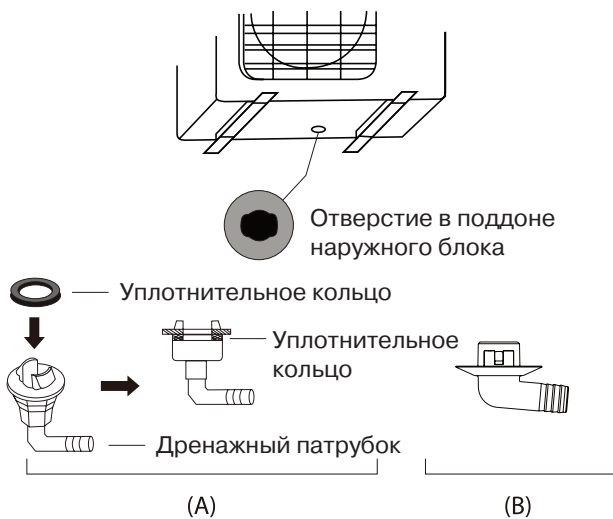 Отверстие в поддоне
наружного блока
Уплотнительное кольцо
Уплотнительное
кольцо
Дренажный патрубок
(A)
(B)